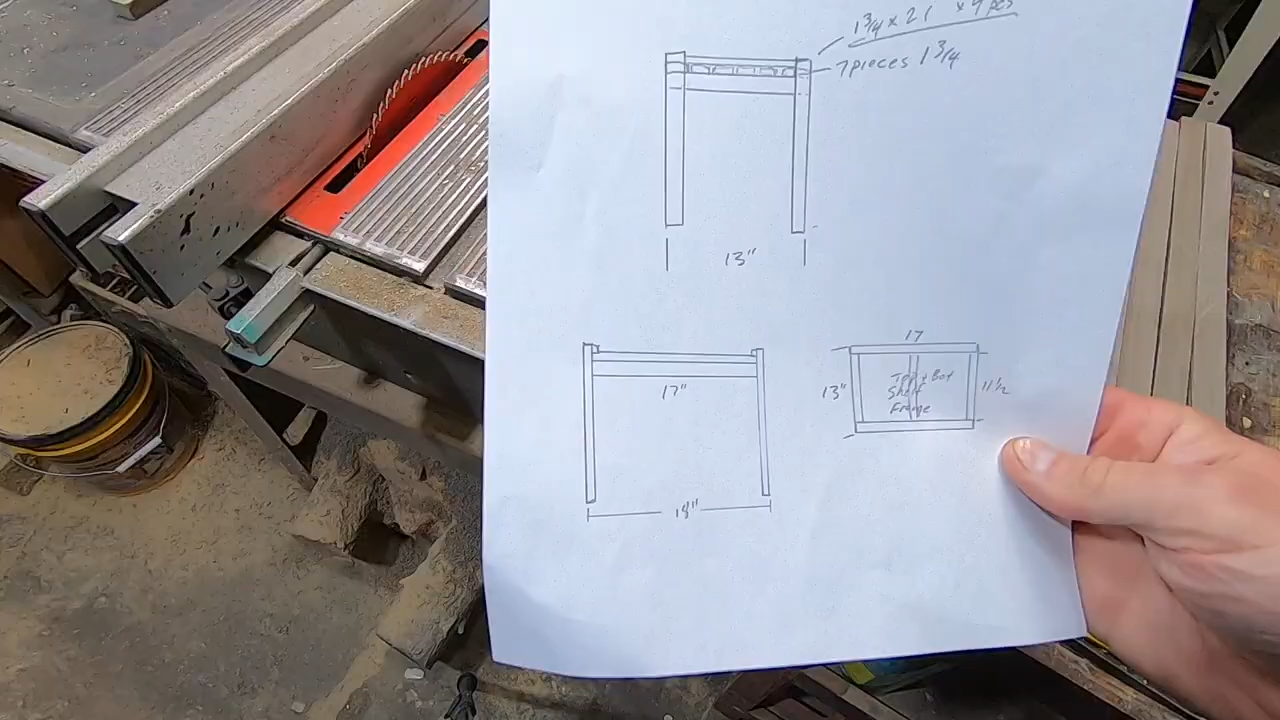 1 3/4 x 21 x 4 pcs
7 pieces 1 3/4
13"
17"
18"
17
13"
Top & Bot
Shelf
Frame
11 1/2